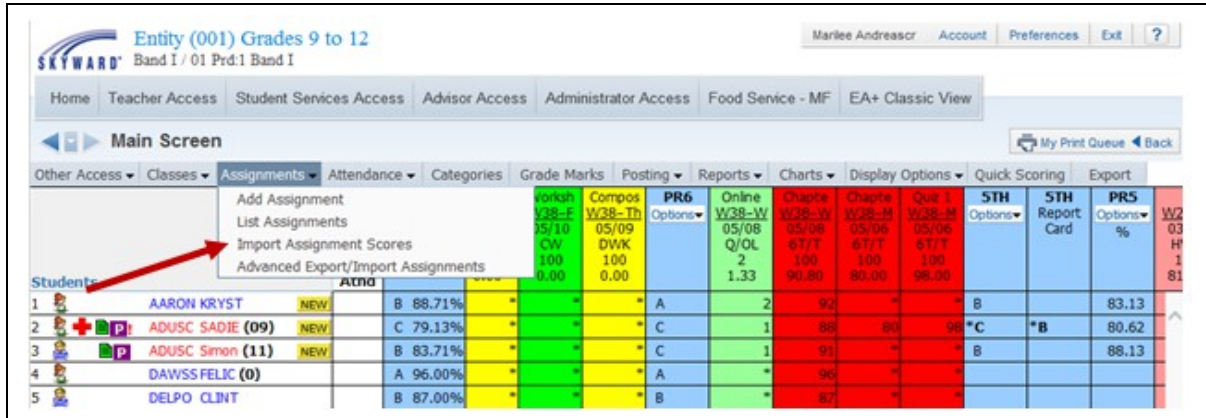 Entity (001) Grades 9 to 12
SKYWARD® Band I / 01 Prd:1 Band I
Marilee Andreascr Account Preferences Exit ?
Home Teacher Access Student Services Access Advisor Access Administrator Access Food Service - MF EA+ Classic View
Main Screen My Print Queue Back
Other Access Classes Assignments Attendance Categories Grade Marks Posting Reports Charts Display Options Quick Scoring Export
Add Assignment
List Assignments
Import Assignment Scores
Advanced Export/Import Assignments
Worksh Compos PR6 Online Chapte Chapte Quiz 1 5TH 5TH PR5
W38-F W38-Th Options W38-W W38-W W38-M W38-M Options Report Options W2
05/10 05/09 05/08 05/08 05/06 05/06 Card % 03
CW DWK Q/OL 6T/T 6T/T 6T/T
100 100 2 100 100 100 1
0.00 0.00 0.00 1.33 90.80 80.00 98.00 81
Students Atnd
1 AARON KRYST NEW B 88.71% * * * A 2 92 * * B 83.13
2 P! ADUSC SADIE (09) NEW C 79.13% * * * C 1 88 80 98 *C *B 80.62
3 P ADUSC Simon (11) NEW B 83.71% * * * C 1 91 * * B 88.13
4 DAWSS FELIC (0) A 96.00% * * * A * 96 * *
5 DELPO CLINT B 87.00% * * * B * 87 * *